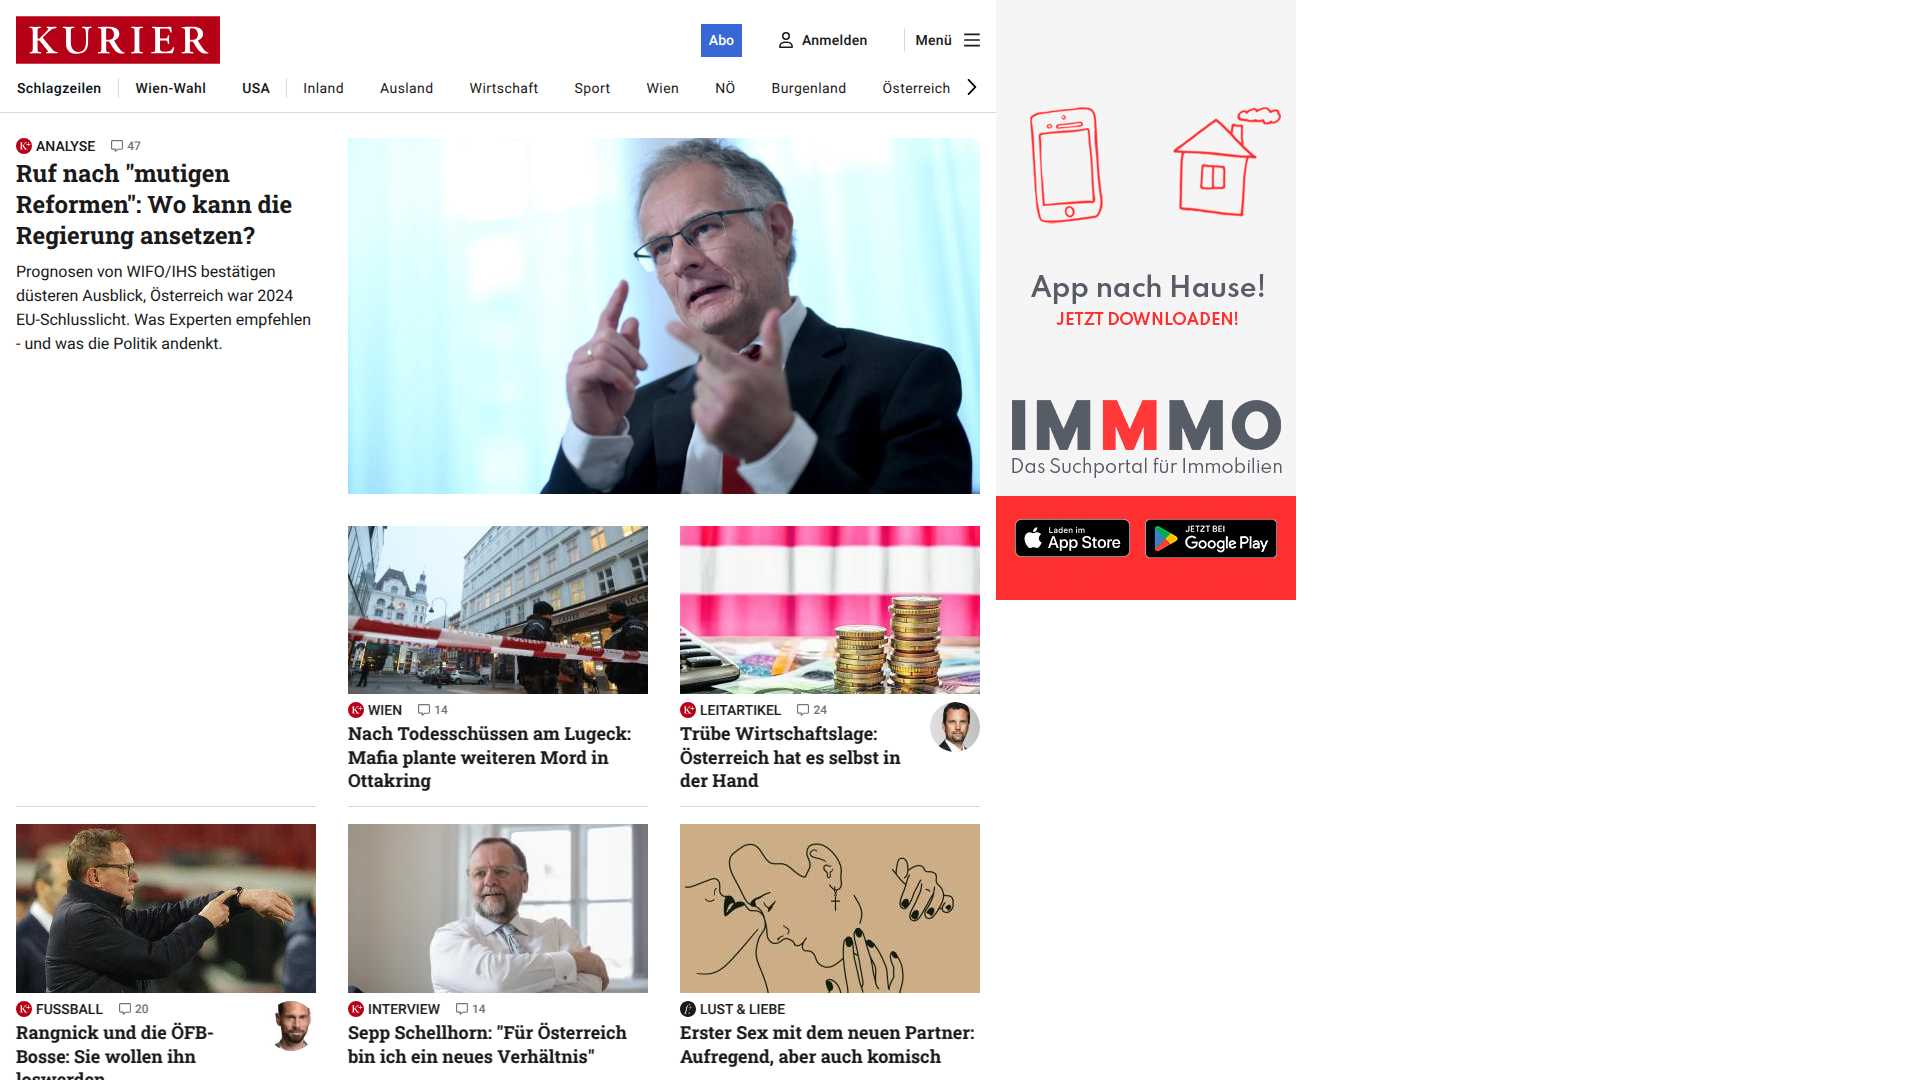 KURIER
Abo
Anmelden
Menü
Schlagzeilen
Wien-Wahl
USA
Inland
Ausland
Wirtschaft
Sport
Wien
NÖ
Burgenland
Österreich
K+ ANALYSE 47
Ruf nach "mutigen
Reformen": Wo kann die
Regierung ansetzen?
Prognosen von WIFO/IHS bestätigen
düsteren Ausblick, Österreich war 2024
EU-Schlusslicht. Was Experten empfehlen
- und was die Politik andenkt.
K+ WIEN 14
Nach Todesschüssen am Lugeck:
Mafia plante weiteren Mord in
Ottakring
K+ LEITARTIKEL 24
Trübe Wirtschaftslage:
Österreich hat es selbst in
der Hand
K+ FUSSBALL 20
Rangnick und die ÖFB-
Bosse: Sie wollen ihn
loswerden
K+ INTERVIEW 14
Sepp Schellhorn: "Für Österreich
bin ich ein neues Verhältnis"
LUST & LIEBE
Erster Sex mit dem neuen Partner:
Aufregend, aber auch komisch
App nach Hause!
JETZT DOWNLOADEN!
IMMMO
Das Suchportal für Immobilien
Laden im
App Store
JETZT BEI
Google Play